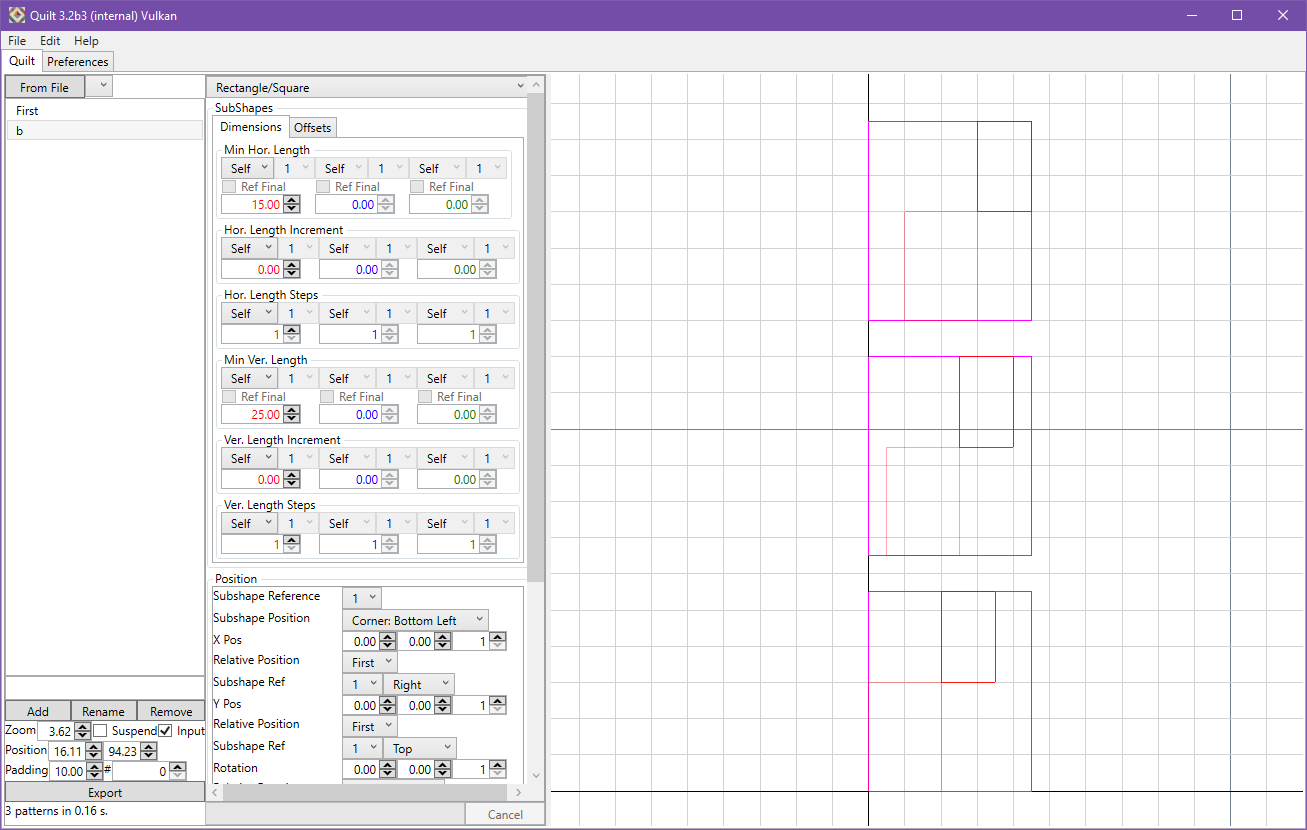 Quilt 3.2b3 (internal) Vulkan
File Edit Help
Quilt Preferences
From File
First
b
Rectangle/Square
SubShapes
Dimensions Offsets
Min Hor. Length
Self 1 Self 1 Self 1
Ref Final Ref Final Ref Final
15.00 0.00 0.00
Hor. Length Increment
Self 1 Self 1 Self 1
0.00 0.00 0.00
Hor. Length Steps
Self 1 Self 1 Self 1
1 1 1
Min Ver. Length
Self 1 Self 1 Self 1
Ref Final Ref Final Ref Final
25.00 0.00 0.00
Ver. Length Increment
Self 1 Self 1 Self 1
0.00 0.00 0.00
Ver. Length Steps
Self 1 Self 1 Self 1
1 1 1
Position
Subshape Reference 1
Subshape Position Corner: Bottom Left
X Pos 0.00 0.00 1
Relative Position First
Subshape Ref 1 Right
Y Pos 0.00 0.00 1
Relative Position First
Subshape Ref 1 Top
Rotation 0.00 0.00 1
Add Rename Remove
Zoom 3.62 Suspend Input
Position 16.11 94.23
Padding 10.00 # 0
Export
3 patterns in 0.16 s.
Cancel